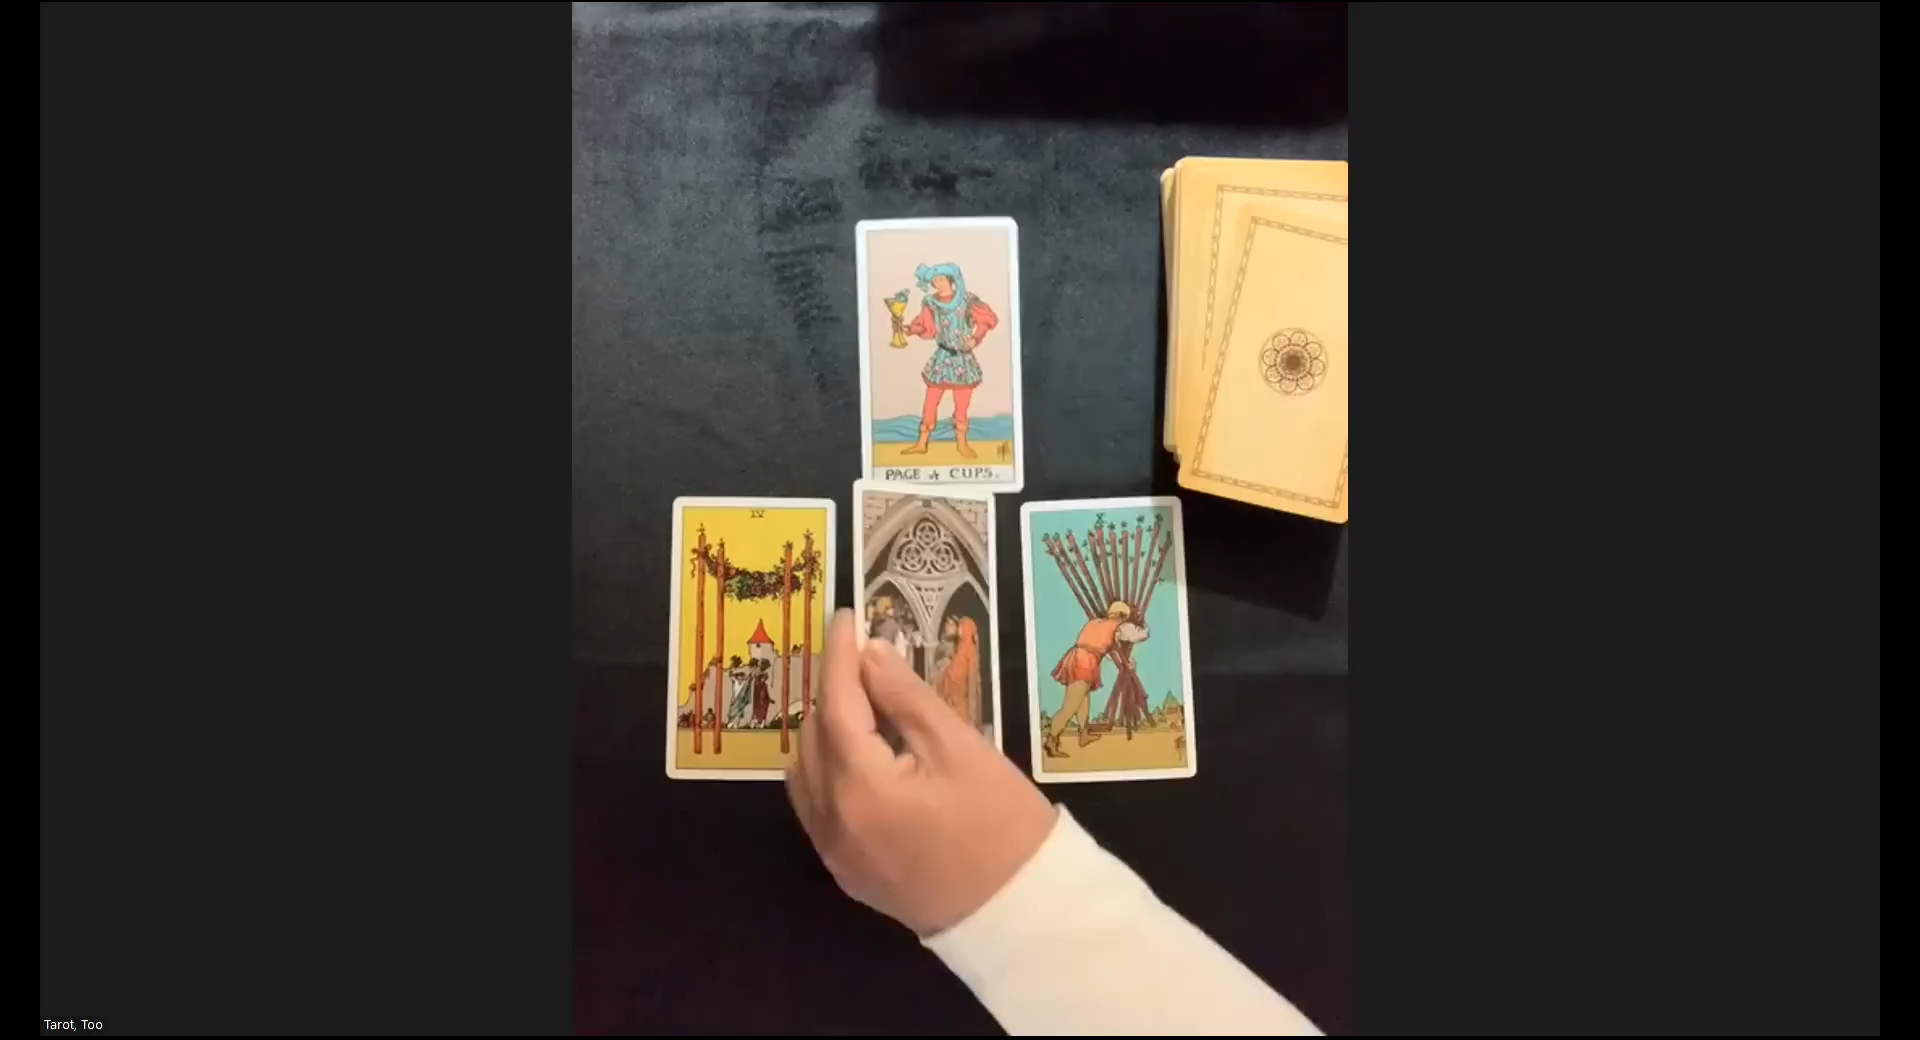 PAGE of CUPS.
IV
X
Tarot, Too